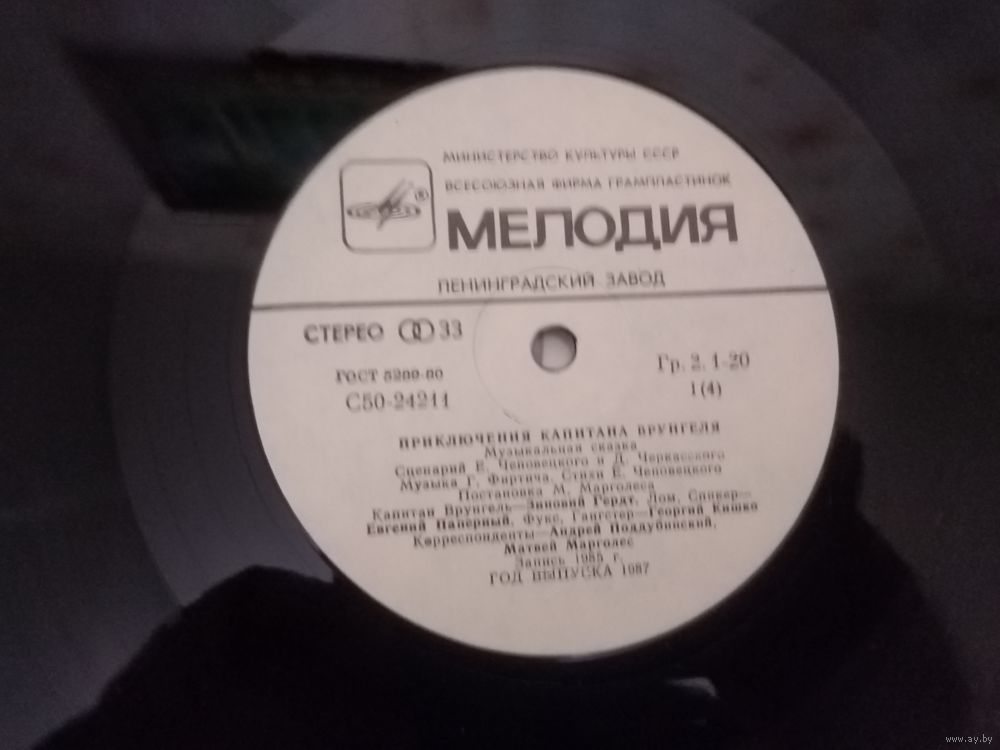 МИНИСТЕРСТВО КУЛЬТУРЫ СССР
ВСЕСОЮЗНАЯ ФИРМА ГРАМПЛАСТИНОК
®
МЕЛОДИЯ
ЛЕНИНГРАДСКИЙ ЗАВОД
СТЕРЕО 33
Гр. 2. 1-20
ГОСТ 5289-80
1(4)
С50-24211
ПРИКЛЮЧЕНИЯ КАПИТАНА ВРУНГЕЛЯ
Музыкальная сказка
Сценарий Е. Чеповецкого и Д. Черкасского
Музыка Г. Фиртича. Стихи Е. Чеповецкого
Постановка М. Марголеса
Капитан Врунгель—Зиновий Гердт, Лом, Спикер—
Евгений Паперный, Фукс, Гангстер—Георгий Кишко
Корреспонденты—Андрей Поддубинский,
Матвей Марголес
Запись 1985 г.
ГОД ВЫПУСКА 1987
www.ay.by